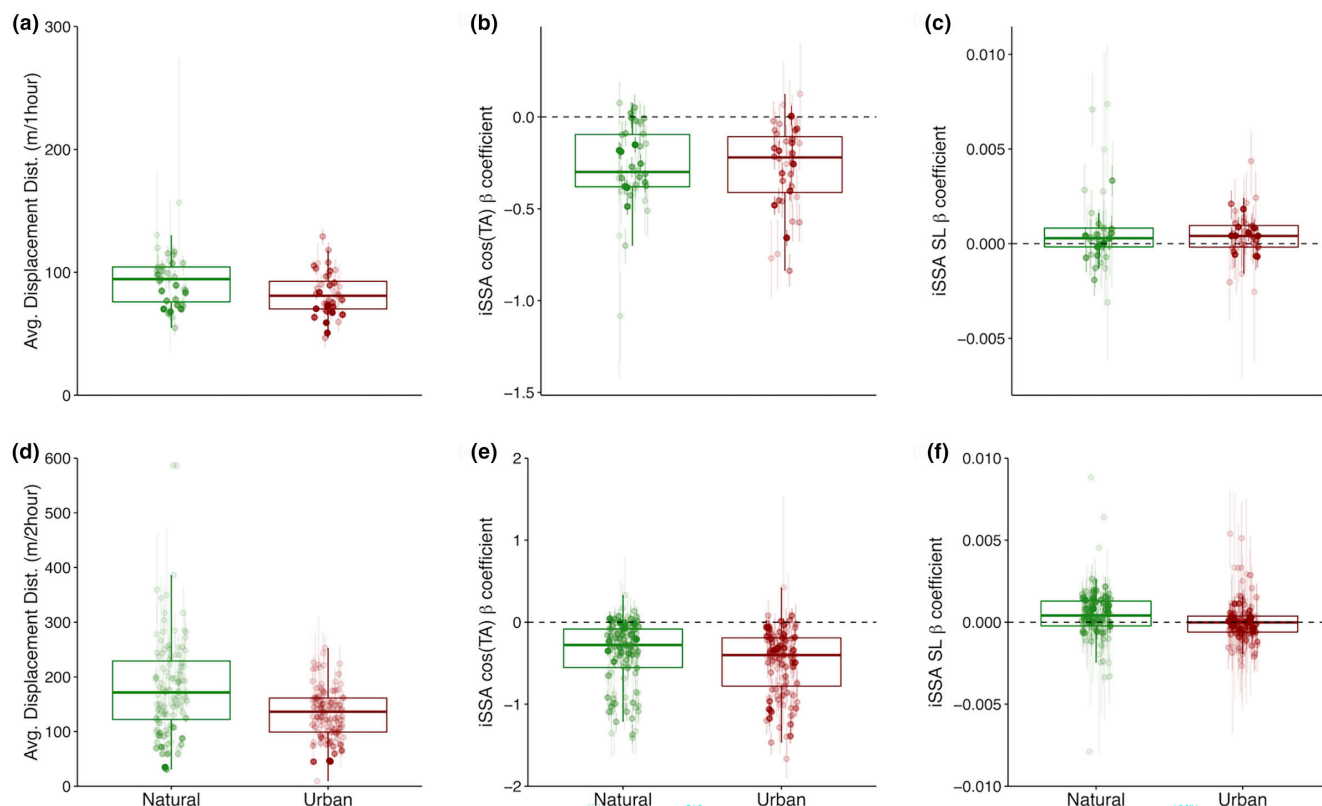 (a)
300
200
100
0
Avg. Displacement Dist. (m/1hour)
(b)
0.0
−0.5
−1.0
−1.5
iSSA cos(TA) β coefficient
(c)
0.010
0.005
0.000
−0.005
iSSA SL β coefficient
(d)
600
500
400
300
200
100
0
Avg. Displacement Dist. (m/2hour)
Natural Urban
(e)
2
1
0
−1
−2
iSSA cos(TA) β coefficient
Natural Urban
(f)
0.010
0.005
0.000
−0.005
−0.010
iSSA SL β coefficient
Natural Urban